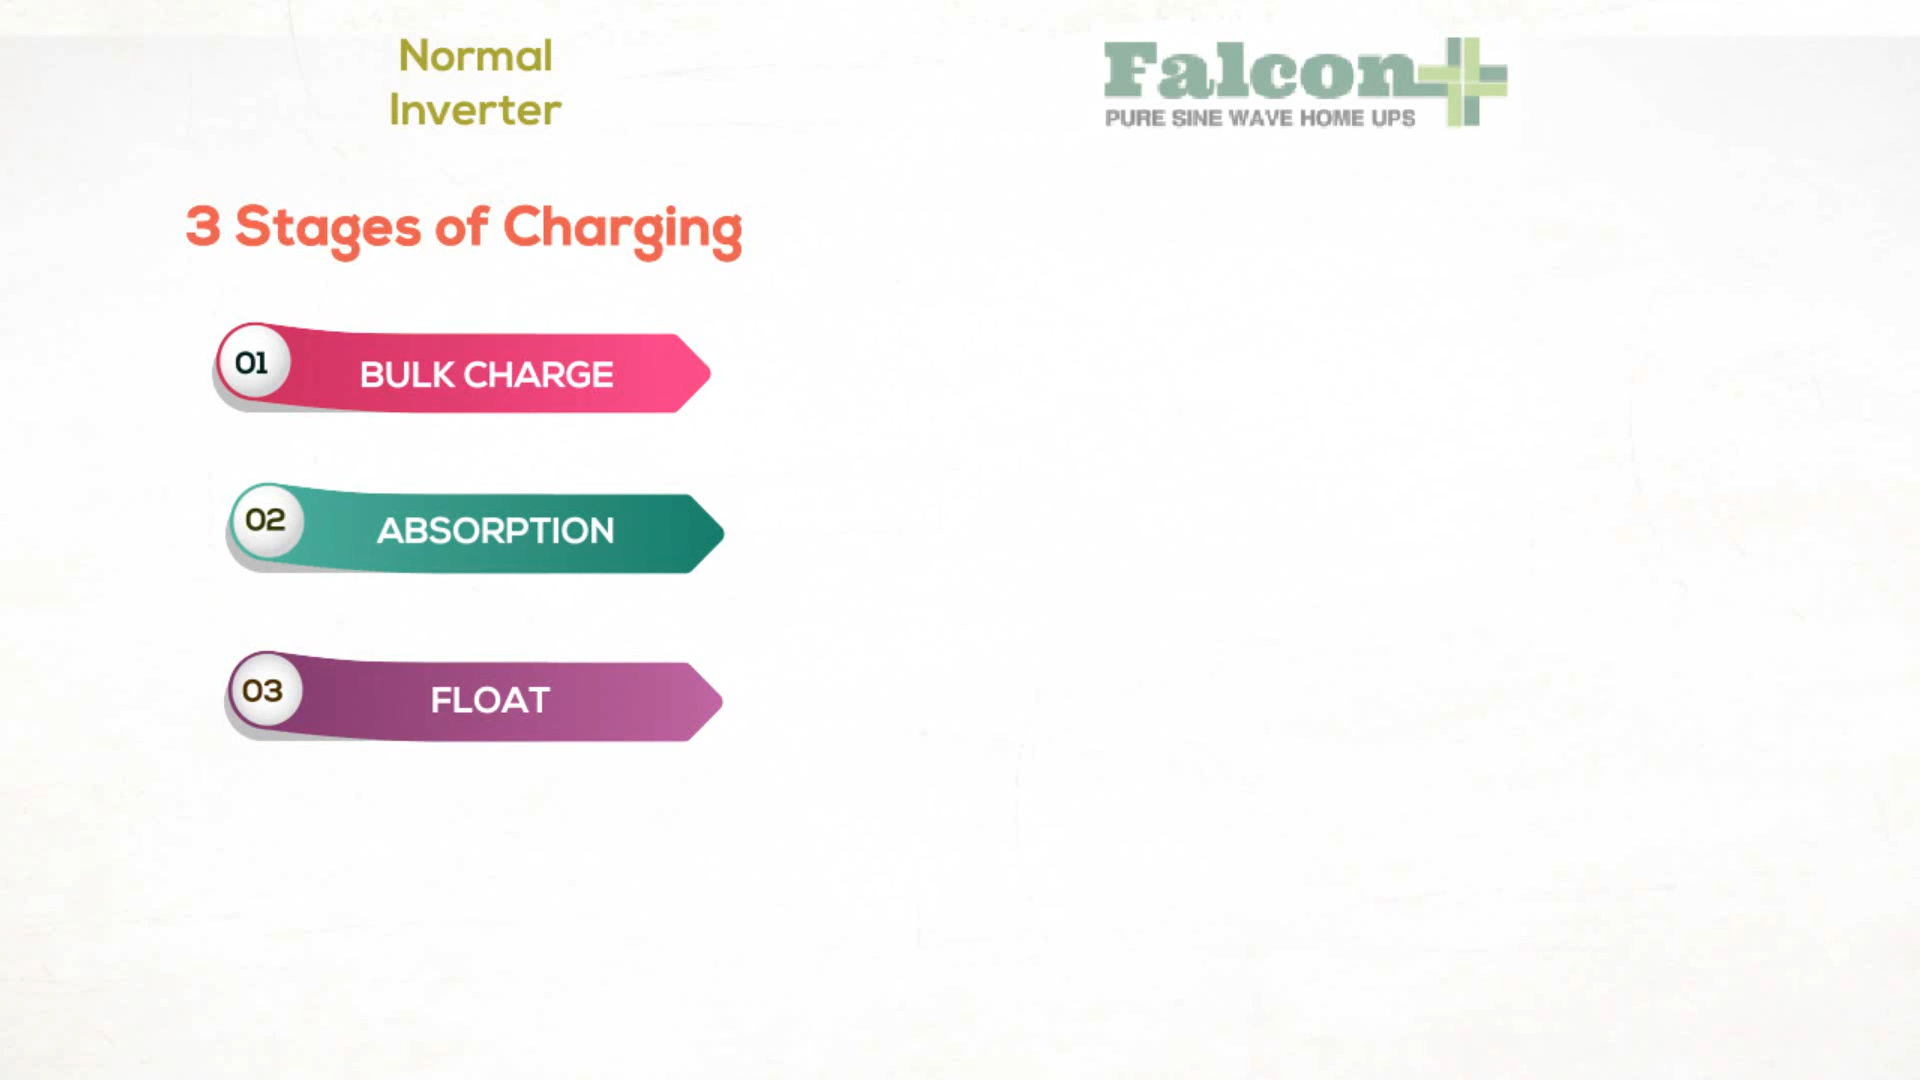 Normal
Inverter
Falcon+
PURE SINE WAVE HOME UPS
3 Stages of Charging
01 BULK CHARGE
02 ABSORPTION
03 FLOAT